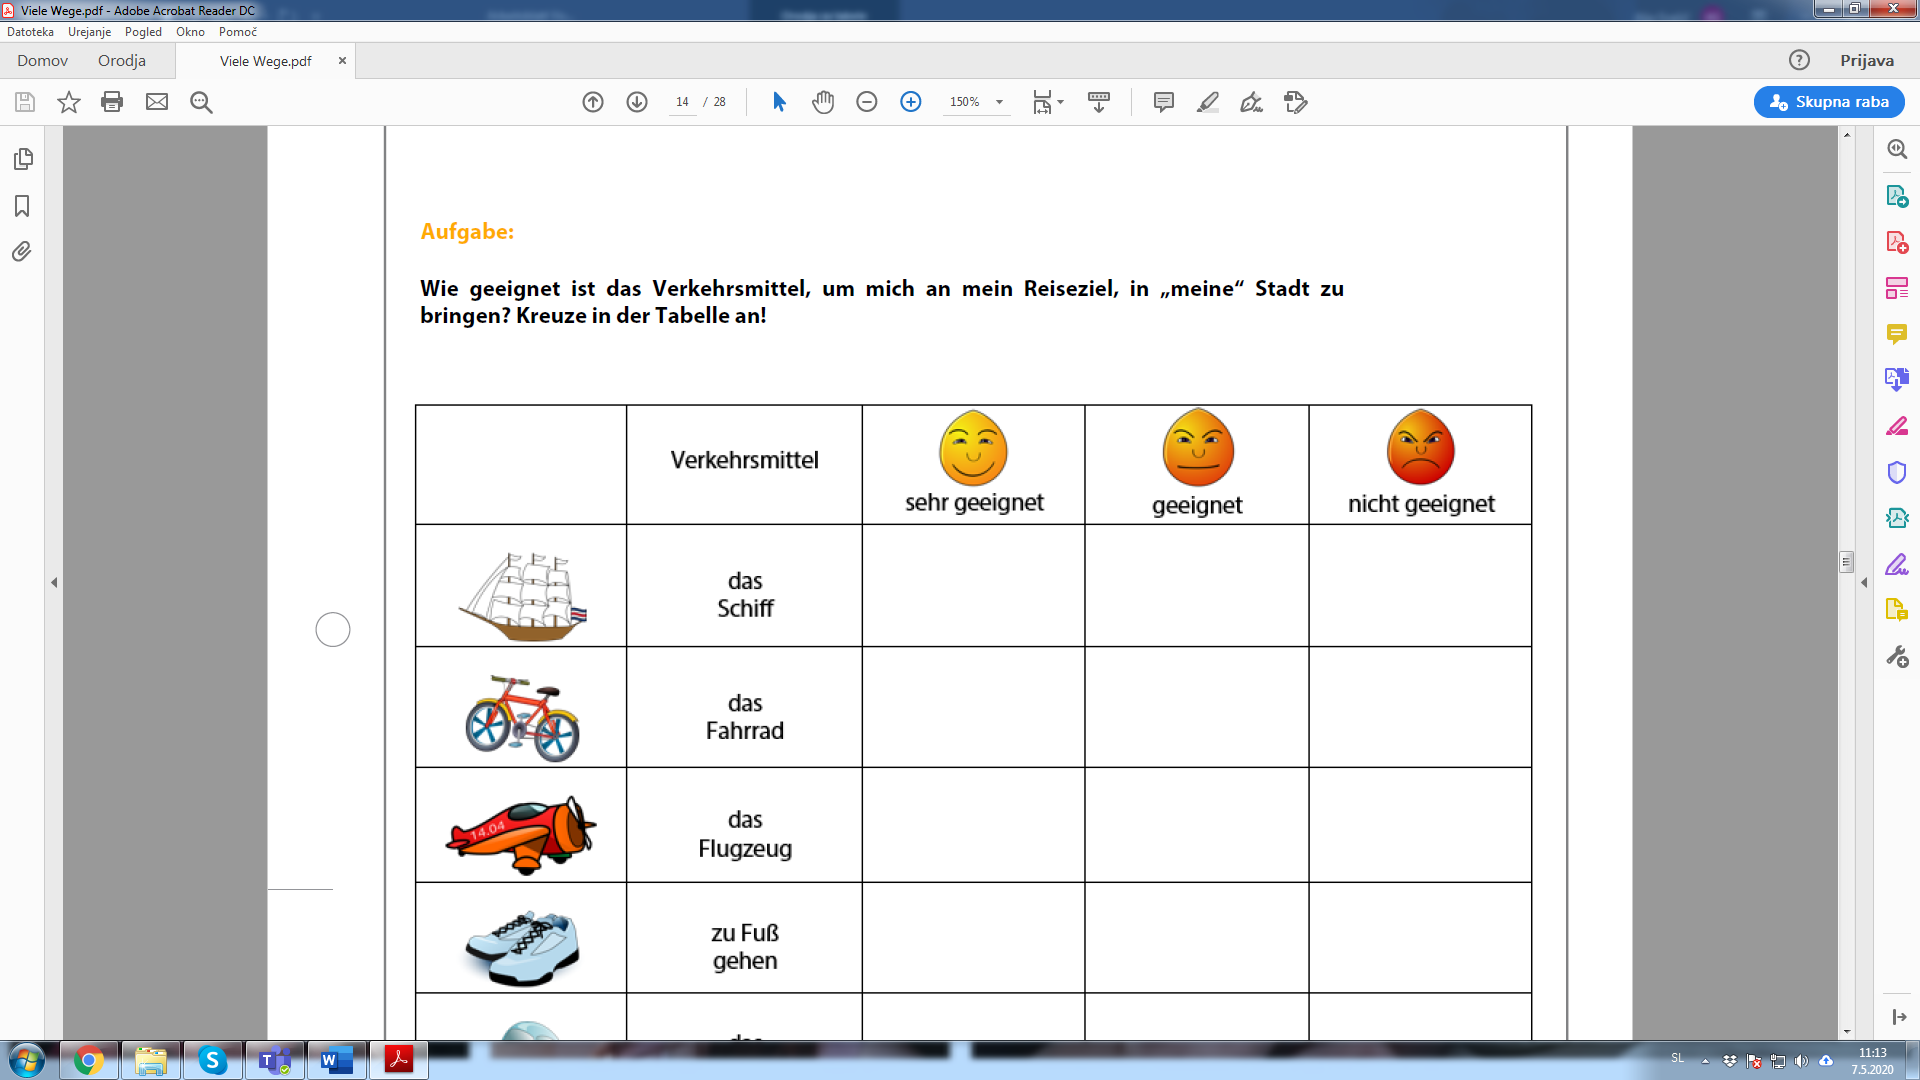 Viele Wege.pdf - Adobe Acrobat Reader DC
Datoteka Urejanje Pogled Okno Pomoč
Domov Orodja Viele Wege.pdf Prijava
14 / 28 150% Skupna raba
Aufgabe:
Wie geeignet ist das Verkehrsmittel, um mich an mein Reiseziel, in „meine“ Stadt zu
bringen? Kreuze in der Tabelle an!
Verkehrsmittel
sehr geeignet geeignet nicht geeignet
das
Schiff
das
Fahrrad
14.04
das
Flugzeug
zu Fuß
gehen
SL 11:13
7.5.2020